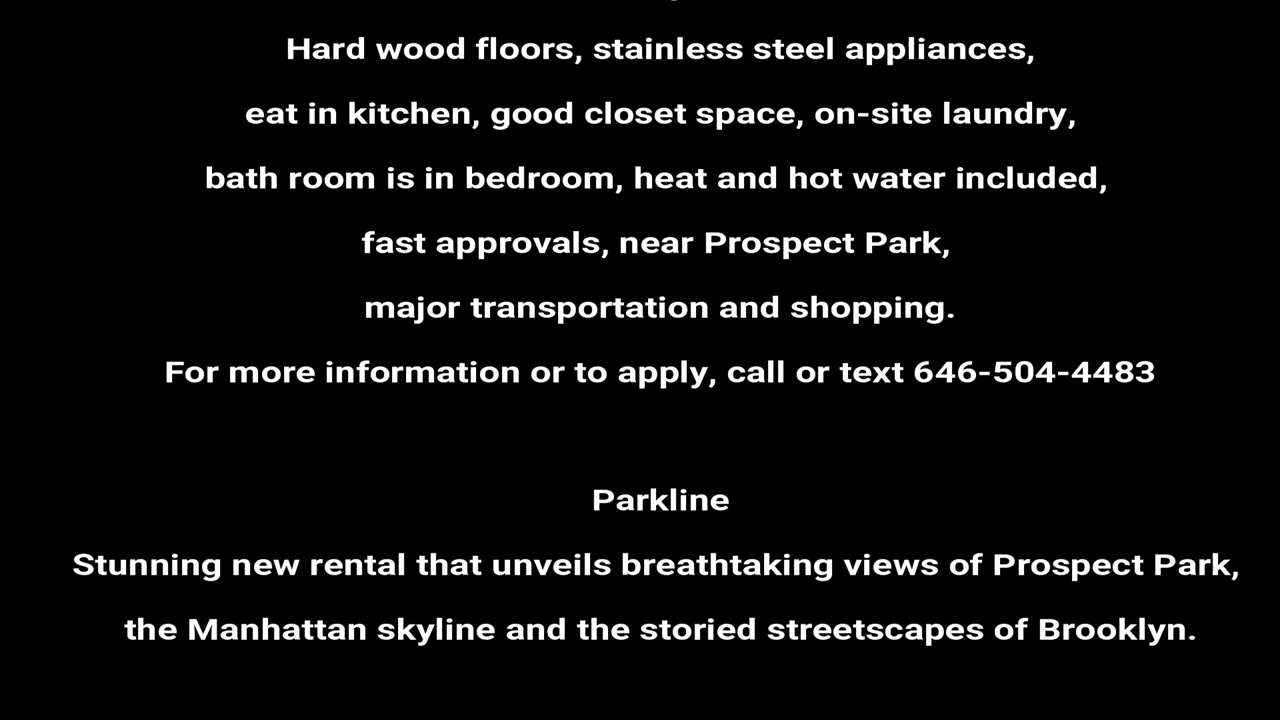 Hard wood floors, stainless steel appliances,
eat in kitchen, good closet space, on-site laundry,
bath room is in bedroom, heat and hot water included,
fast approvals, near Prospect Park,
major transportation and shopping.
For more information or to apply, call or text 646-504-4483
Parkline
Stunning new rental that unveils breathtaking views of Prospect Park,
the Manhattan skyline and the storied streetscapes of Brooklyn.